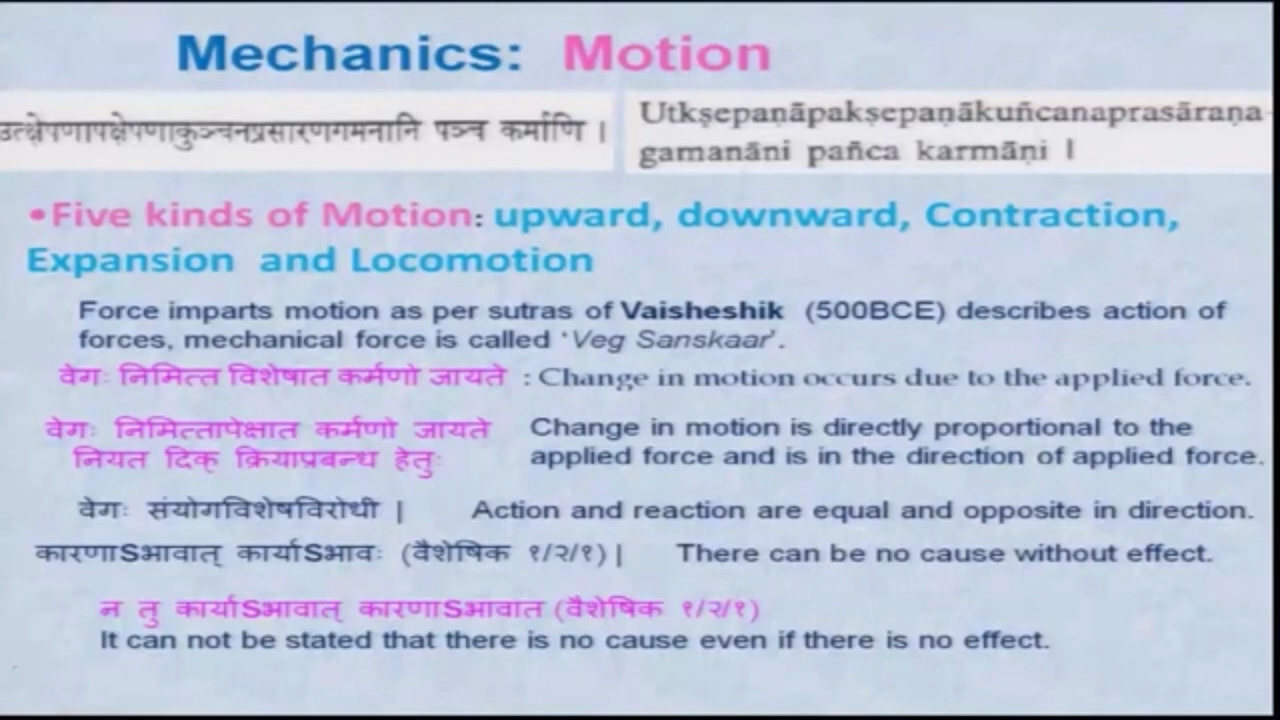 Mechanics: Motion
उत्क्षेपणापक्षेपणाकुञ्चनप्रसारणगमनानि पञ्च कर्माणि ।
Utkṣepaṇāpakṣepaṇākuñcanaprasāraṇa-
gamanāni pañca karmāṇi ।
•Five kinds of Motion: upward, downward, Contraction,
Expansion and Locomotion
Force imparts motion as per sutras of Vaisheshik (500BCE) describes action of
forces, mechanical force is called ‘Veg Sanskaar’.
वेगः निमित्त विशेषात कर्मणो जायते : Change in motion occurs due to the applied force.
वेगः निमित्तापेक्षात कर्मणो जायते
नियत दिक् क्रियाप्रबन्ध हेतुः
Change in motion is directly proportional to the
applied force and is in the direction of applied force.
वेगः संयोगविशेषविरोधी | Action and reaction are equal and opposite in direction.
कारणाSभावात् कार्याSभावः (वैशेषिक १/२/१) | There can be no cause without effect.
न तु कार्याSभावात् कारणाSभावात (वैशेषिक १/२/१)
It can not be stated that there is no cause even if there is no effect.